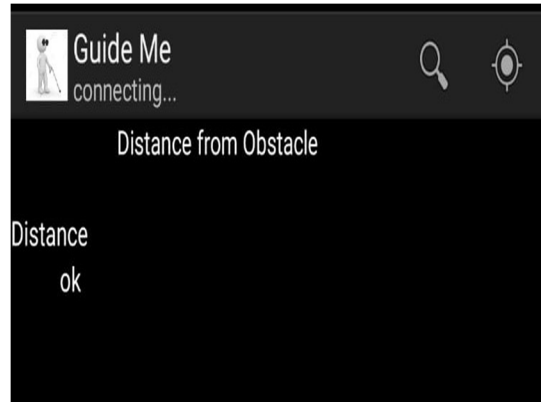 Guide Me
connecting...
Distance from Obstacle
Distance
ok